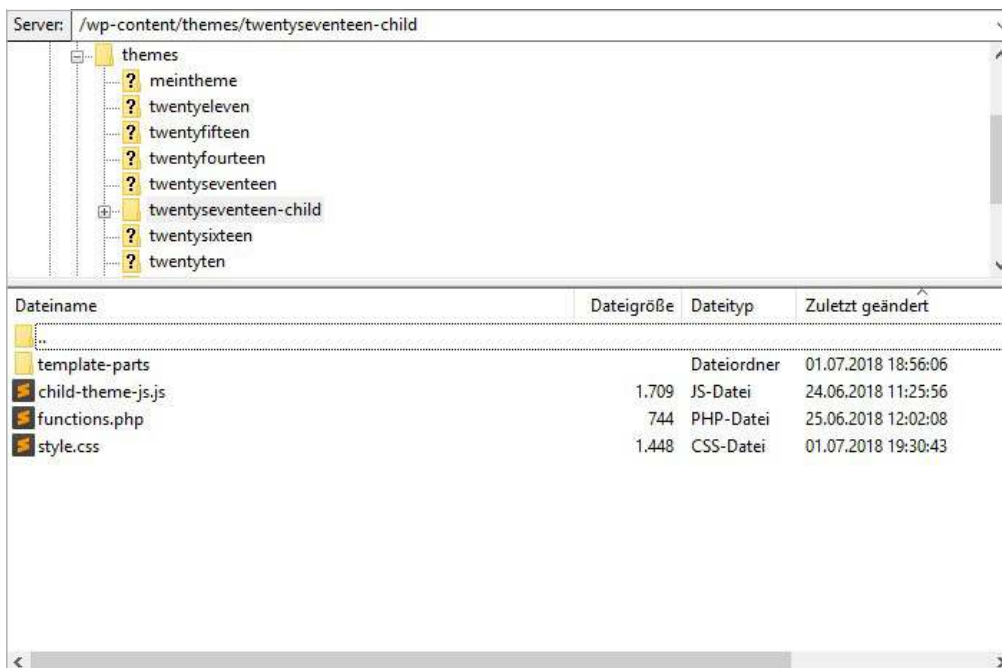 Server: /wp-content/themes/twentyseventeen-child
themes
? meintheme
? twentyeleven
? twentyfifteen
? twentyfourteen
? twentyseventeen
twentyseventeen-child
? twentysixteen
? twentyten
Dateiname Dateigröße Dateityp Zuletzt geändert
..
template-parts Dateiordner 01.07.2018 18:56:06
child-theme-js.js 1.709 JS-Datei 24.06.2018 11:25:56
functions.php 744 PHP-Datei 25.06.2018 12:02:08
style.css 1.448 CSS-Datei 01.07.2018 19:30:43